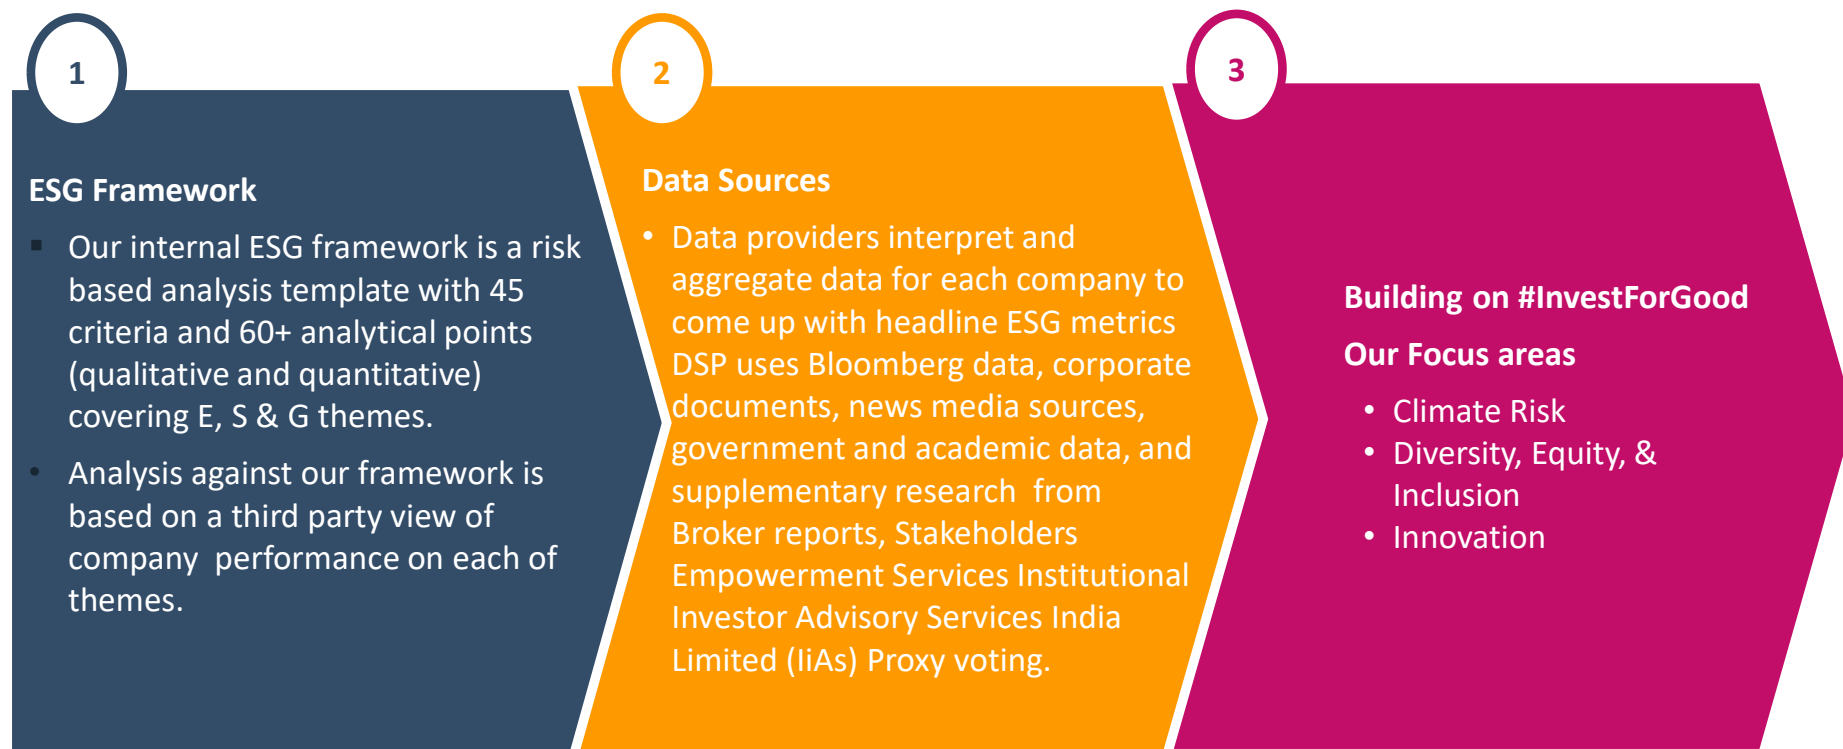 1
ESG Framework
▪ Our internal ESG framework is a risk
based analysis template with 45
criteria and 60+ analytical points
(qualitative and quantitative)
covering E, S & G themes.
• Analysis against our framework is
based on a third party view of
company  performance on each of
themes.
2
Data Sources
• Data providers interpret and
aggregate data for each company to
come up with headline ESG metrics
DSP uses Bloomberg data, corporate
documents, news media sources,
government and academic data, and
supplementary research  from
Broker reports, Stakeholders
Empowerment Services Institutional
Investor Advisory Services India
Limited (IiAs) Proxy voting.
3
Building on #InvestForGood
Our Focus areas
• Climate Risk
• Diversity, Equity, &
Inclusion
• Innovation